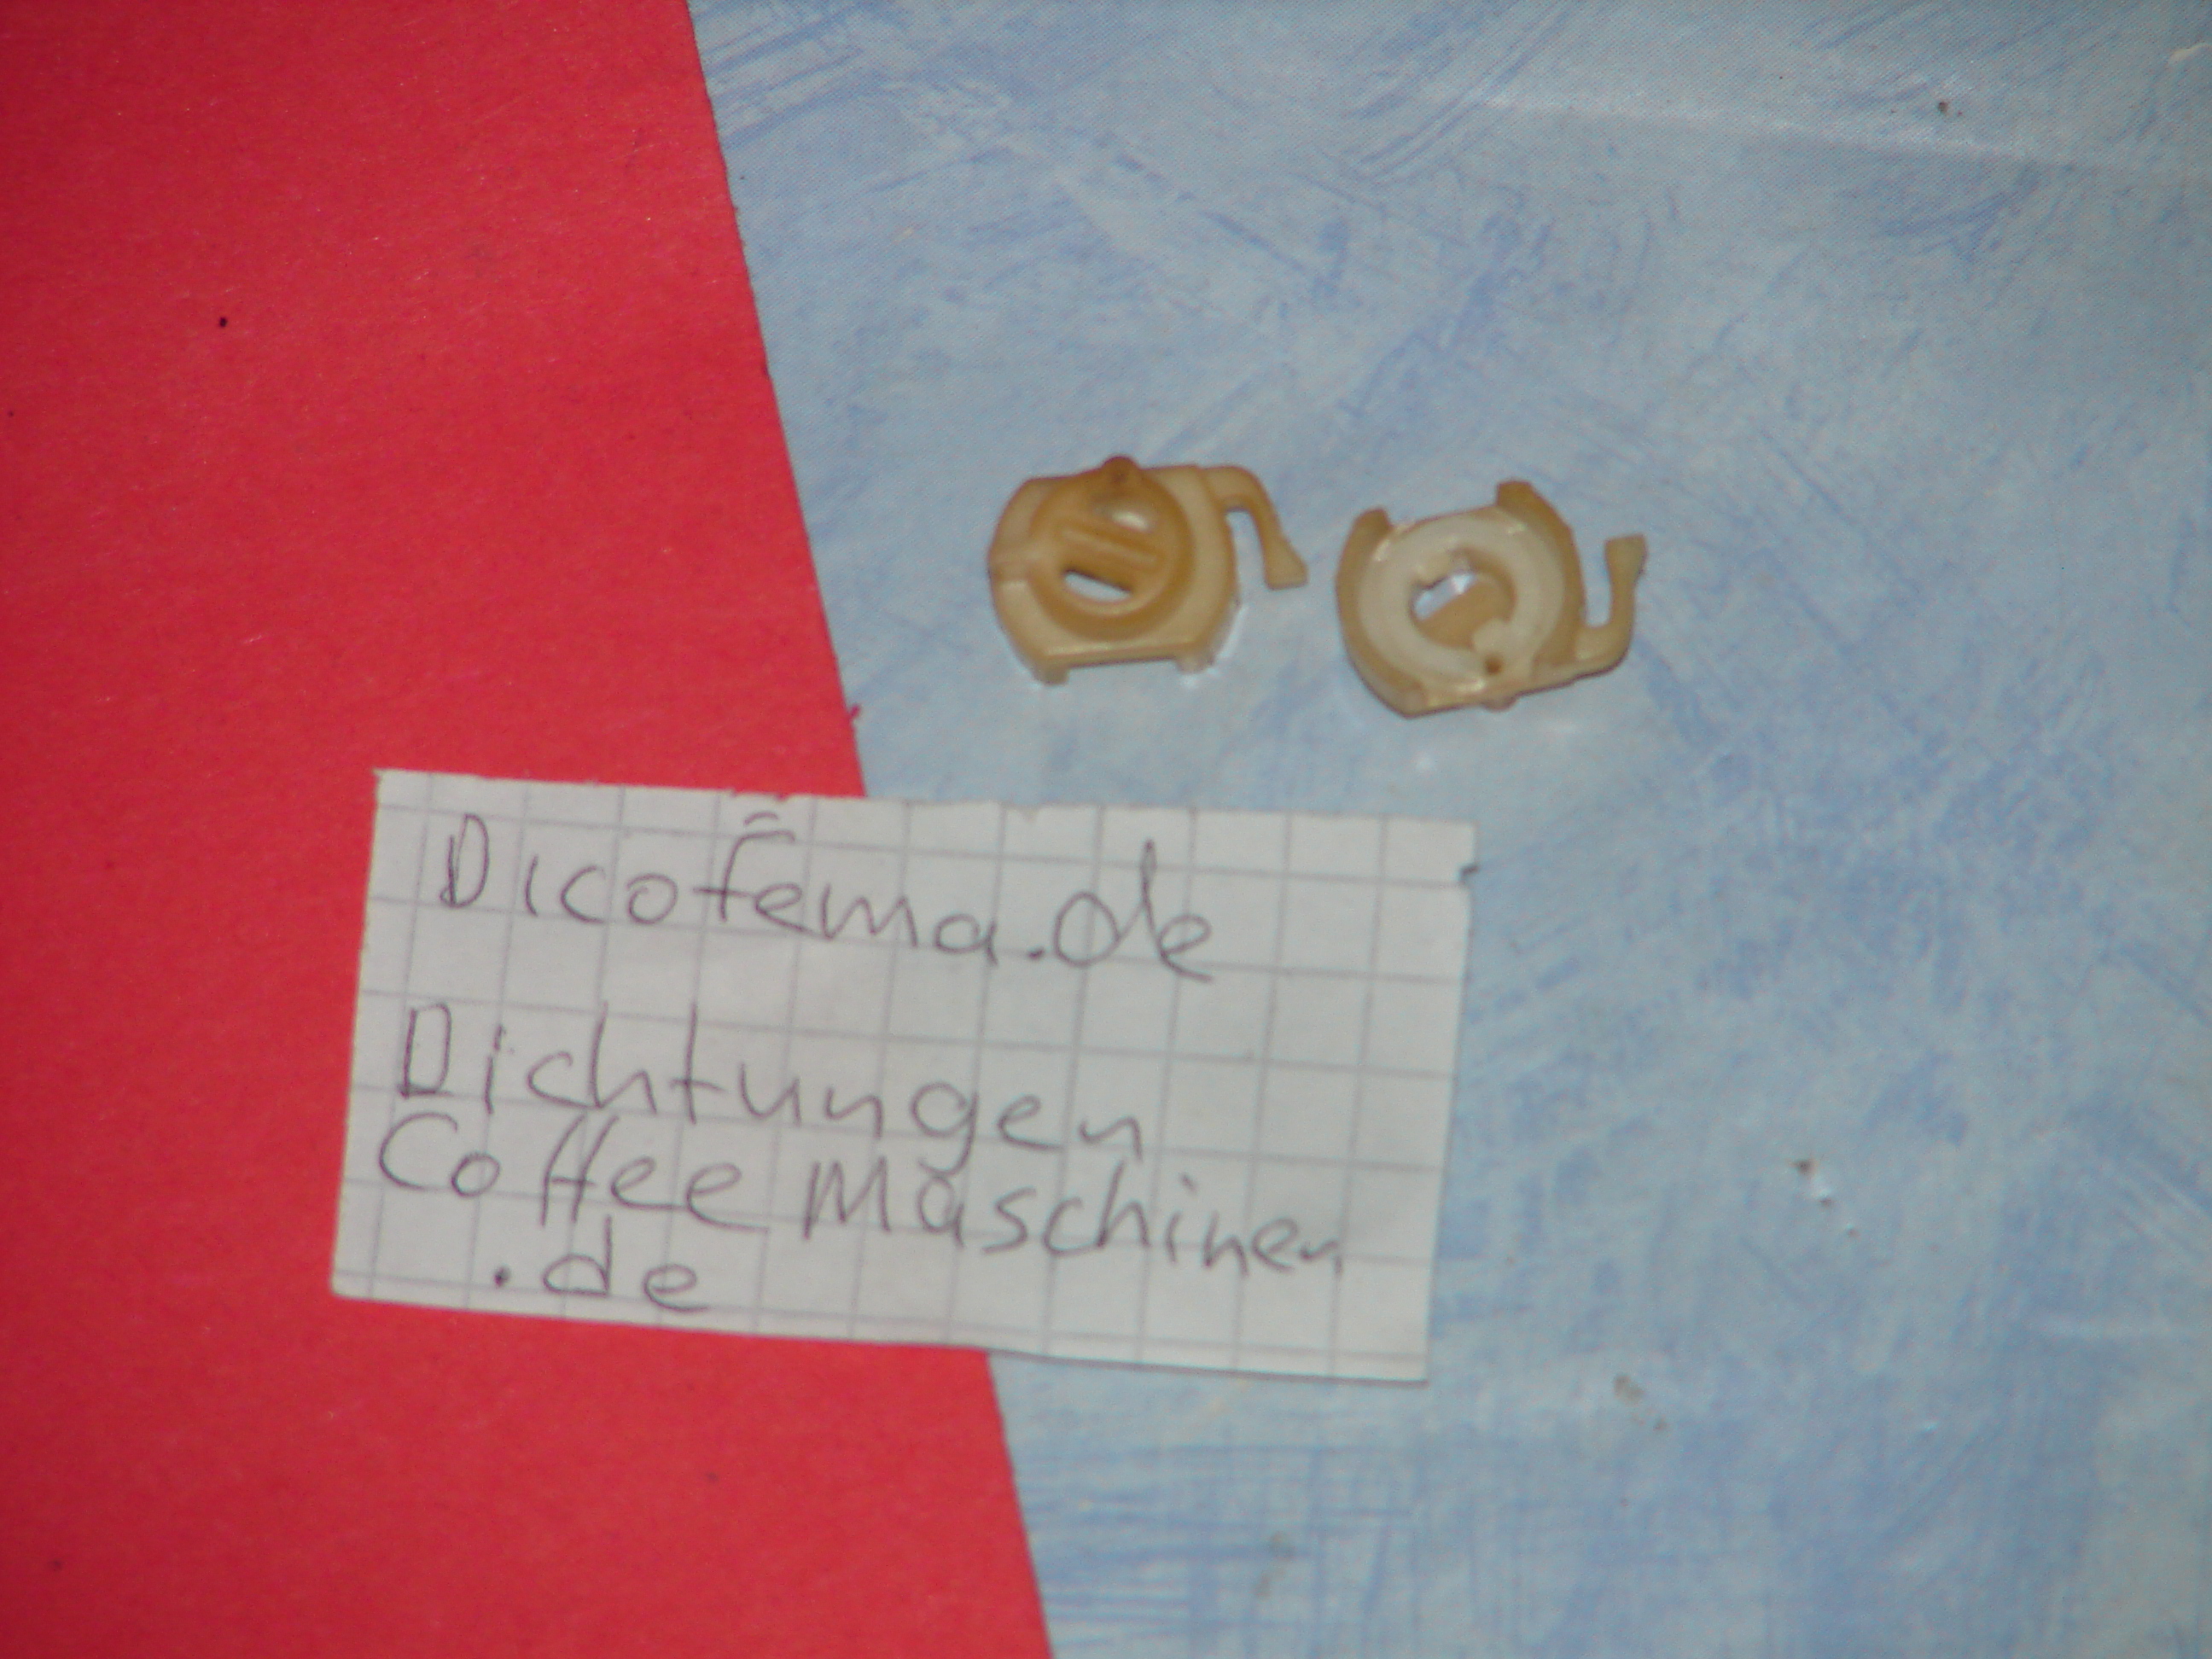 Dicofema.de
Dichtungen
Coffee Maschinen
.de